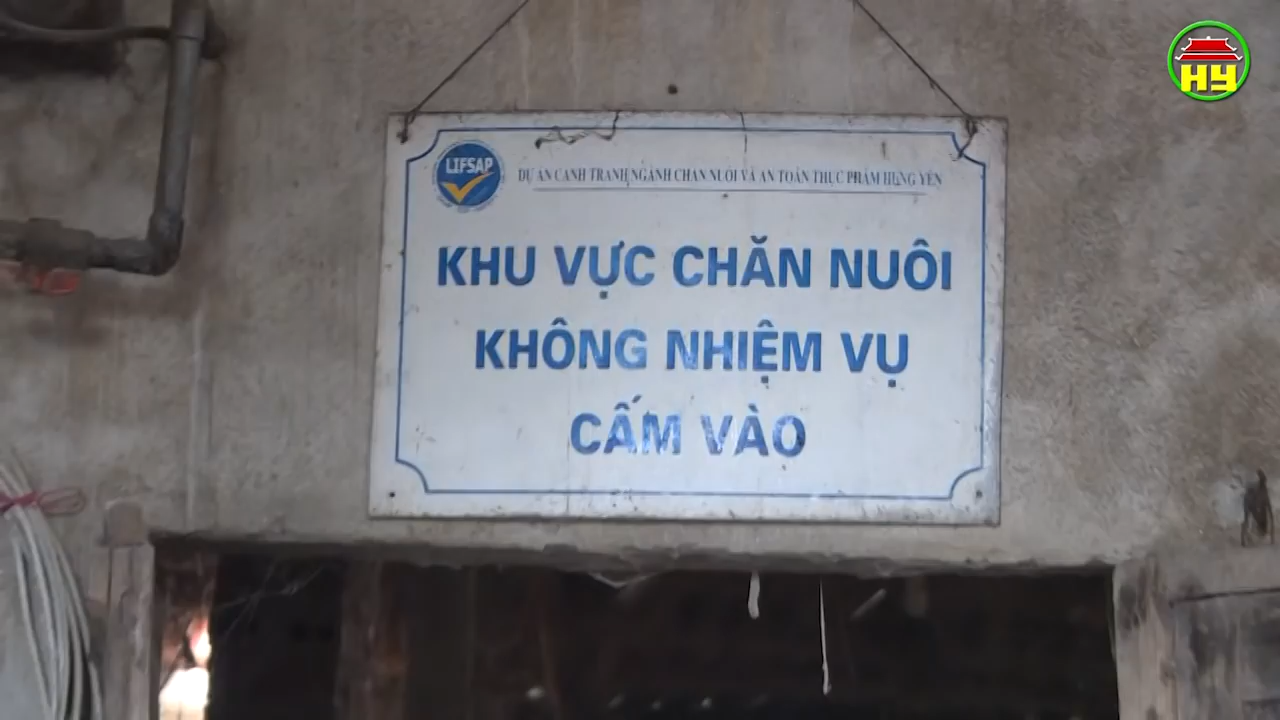 HY
LIFSAP
DỰ ÁN CẠNH TRANH NGÀNH CHĂN NUÔI VÀ AN TOÀN THỰC PHẨM HƯNG YÊN
KHU VỰC CHĂN NUÔI
KHÔNG NHIỆM VỤ
CẤM VÀO